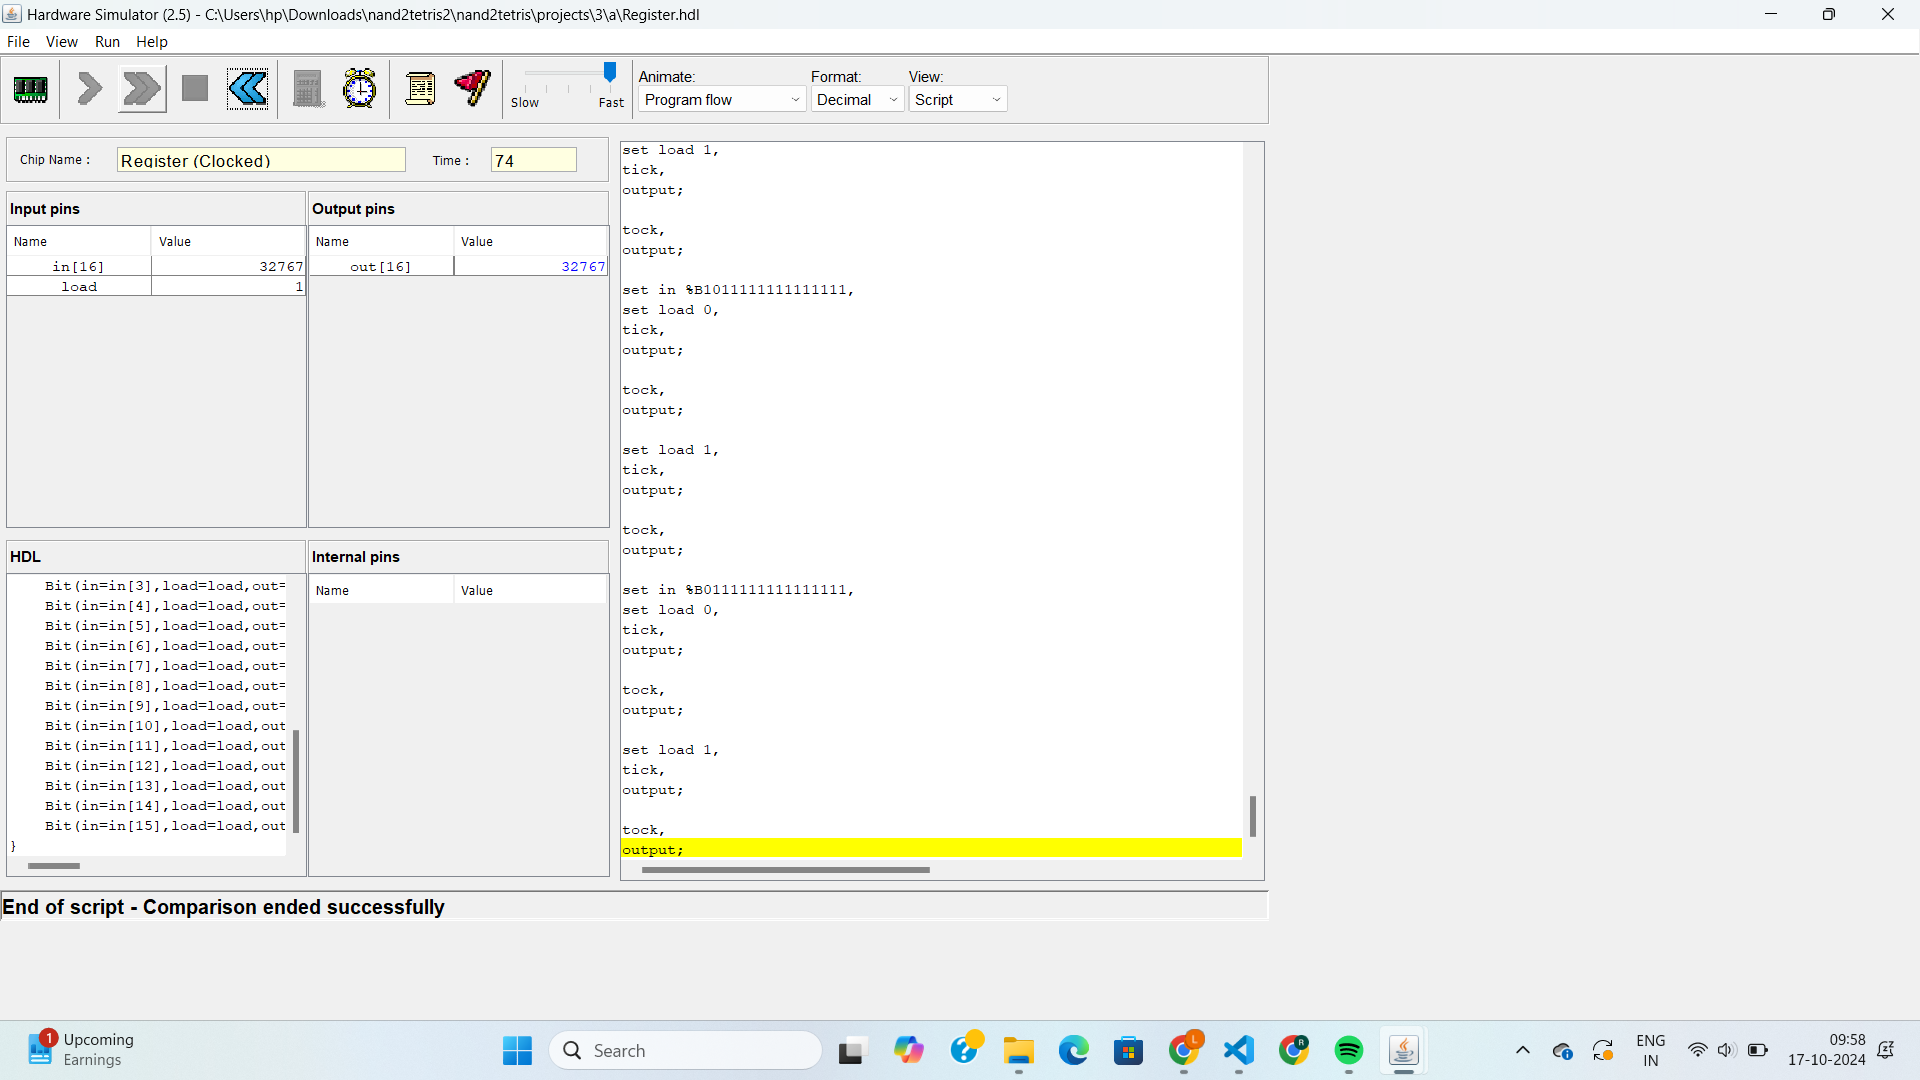 Hardware Simulator (2.5) - C:\Users\hp\Downloads\nand2tetris2\nand2tetris\projects\3\a\Register.hdl
File View Run Help
Slow Fast
Animate: Format: View:
Program flow Decimal Script
Chip Name : Register (Clocked) Time : 74
Input pins
Name Value
in[16] 32767
load 1
Output pins
Name Value
out[16] 32767
HDL
Bit(in=in[3],load=load,out=
Bit(in=in[4],load=load,out=
Bit(in=in[5],load=load,out=
Bit(in=in[6],load=load,out=
Bit(in=in[7],load=load,out=
Bit(in=in[8],load=load,out=
Bit(in=in[9],load=load,out=
Bit(in=in[10],load=load,out
Bit(in=in[11],load=load,out
Bit(in=in[12],load=load,out
Bit(in=in[13],load=load,out
Bit(in=in[14],load=load,out
Bit(in=in[15],load=load,out
}
Internal pins
Name Value
set load 1,
tick,
output;
tock,
output;
set in %B1011111111111111,
set load 0,
tick,
output;
tock,
output;
set load 1,
tick,
output;
tock,
output;
set in %B0111111111111111,
set load 0,
tick,
output;
tock,
output;
set load 1,
tick,
output;
tock,
output;
End of script - Comparison ended successfully
1
Upcoming
Earnings
Search
L
R
ENG
IN
09:58
17-10-2024